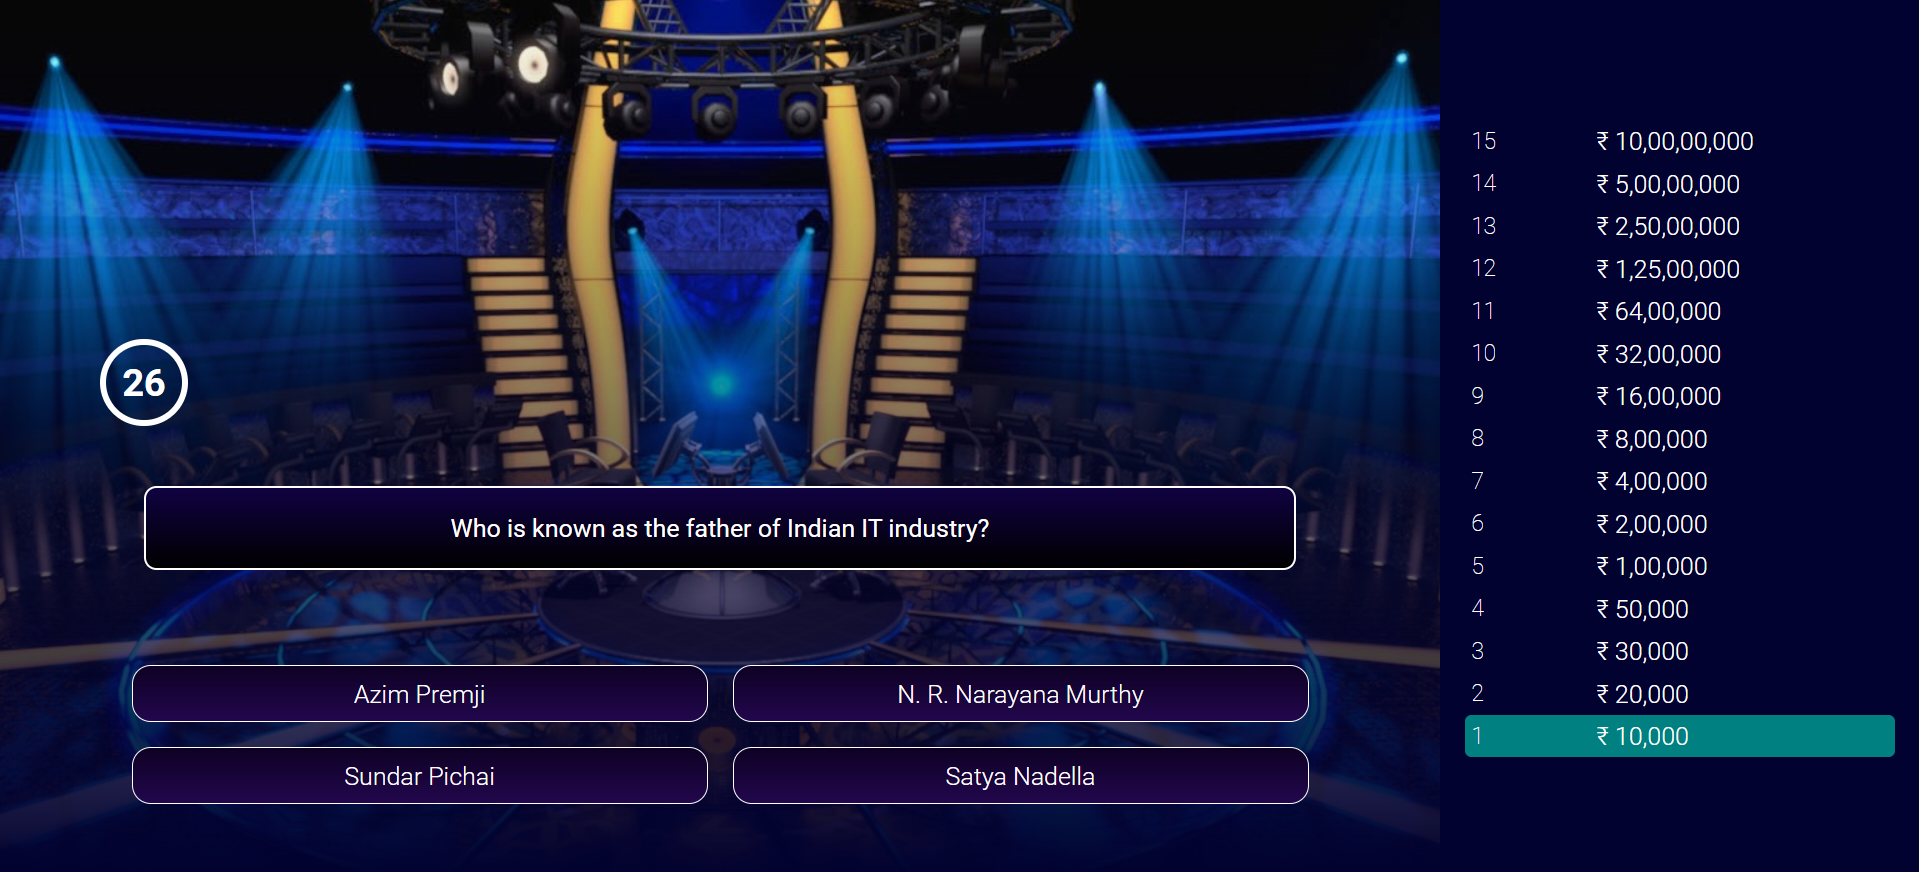 26
Who is known as the father of Indian IT industry?
Azim Premji
N. R. Narayana Murthy
Sundar Pichai
Satya Nadella
15 ₹ 10,00,00,000
14 ₹ 5,00,00,000
13 ₹ 2,50,00,000
12 ₹ 1,25,00,000
11 ₹ 64,00,000
10 ₹ 32,00,000
9 ₹ 16,00,000
8 ₹ 8,00,000
7 ₹ 4,00,000
6 ₹ 2,00,000
5 ₹ 1,00,000
4 ₹ 50,000
3 ₹ 30,000
2 ₹ 20,000
1 ₹ 10,000